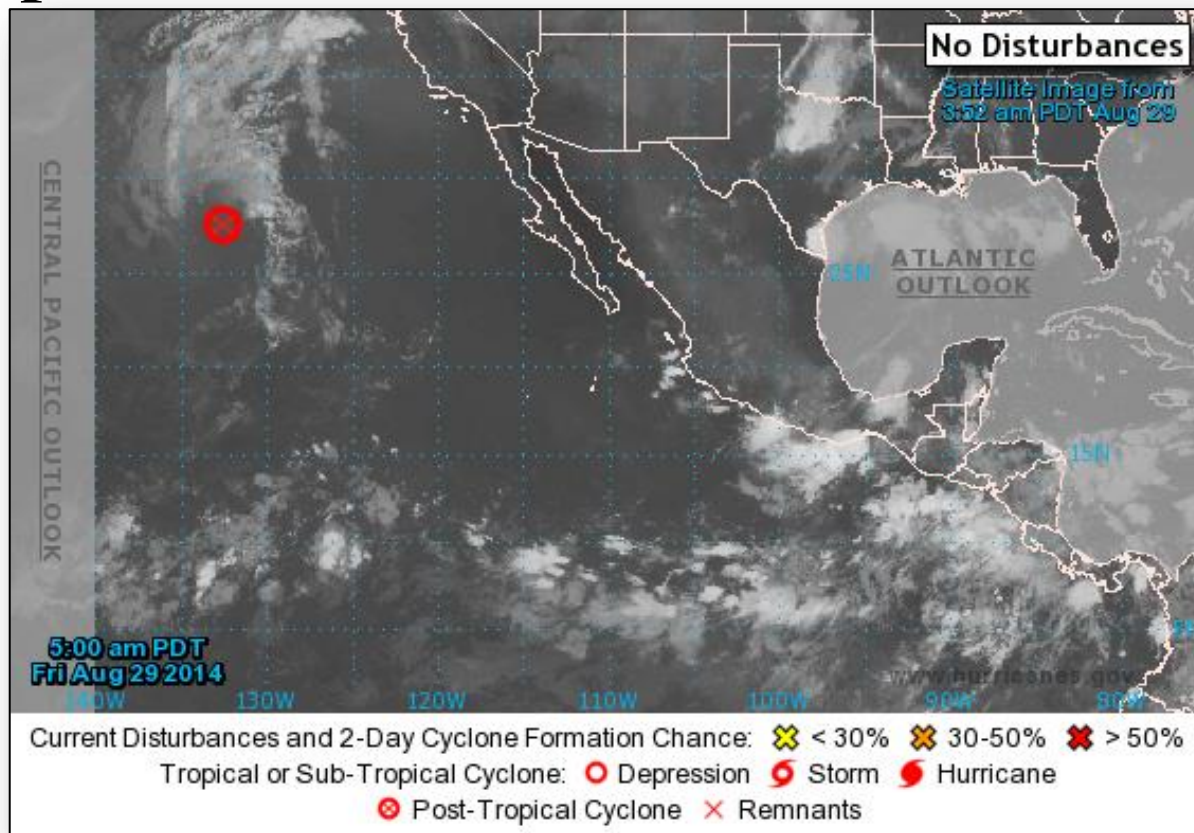 No Disturbances
Satellite Image from
3:52 am PDT Aug 29
CENTRAL PACIFIC OUTLOOK
ATLANTIC
OUTLOOK
25N
15N
5:00 am PDT
Fri Aug 29 2014
www.hurricanes.gov
140W 130W 120W 110W 100W 90W 80W
Current Disturbances and 2-Day Cyclone Formation Chance: < 30% 30-50% > 50%
Tropical or Sub-Tropical Cyclone: Depression Storm Hurricane
Post-Tropical Cyclone Remnants